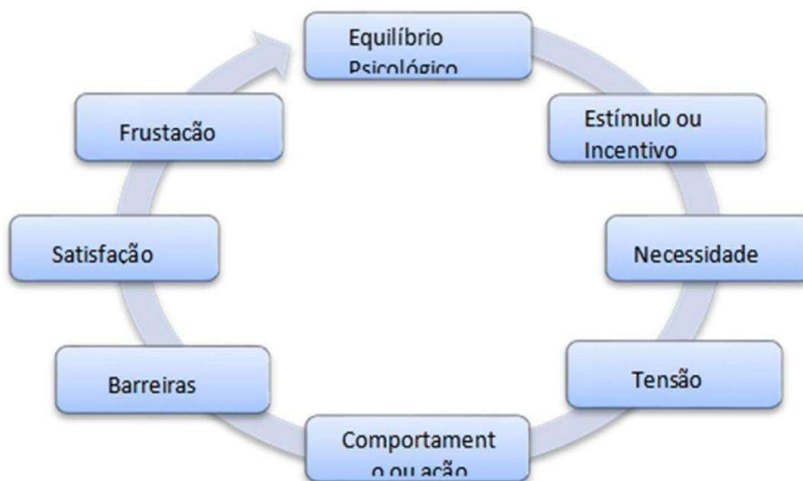 Equilíbrio
Psicológico
Estímulo ou
Incentivo
Necessidade
Tensão
Comportament
o ou ação
Barreiras
Satisfação
Frustacão